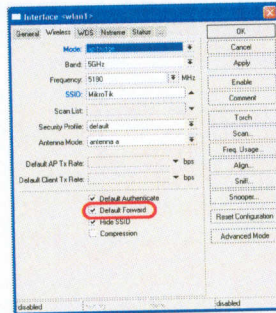 Interface <wlan1>
General Wireless WDS Nstreme Status ...
Mode:
Band: 5GHz
Frequency: 5180 MHz
SSID: MikroTik
Scan List:
Security Profile: default
Antenna Mode: antenna a
Default AP Tx Rate: bps
Default Client Tx Rate: bps
Default Authenticate
Default Forward
Hide SSID
Compression
OK
Cancel
Apply
Enable
Comment
Torch
Scan...
Freq. Usage...
Align...
Sniff...
Snooper...
Reset Configuration
Advanced Mode
disabled
disabled